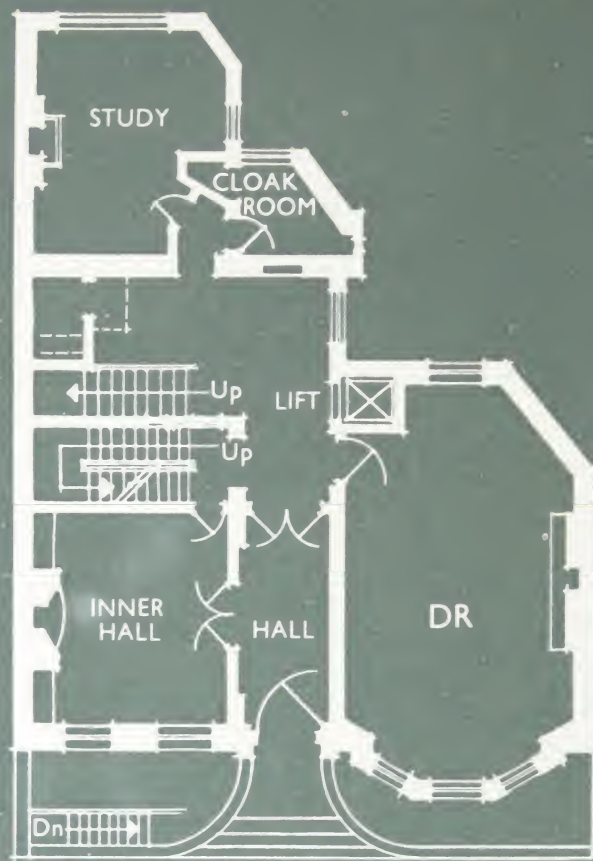 STUDY
CLOAK
ROOM
Up
LIFT
Up
INNER
HALL
HALL
DR
Dn